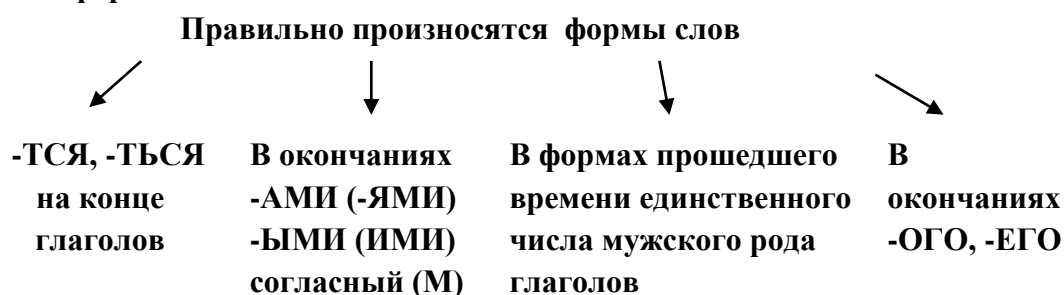 Правильно произносятся формы слов
-ТСЯ, -ТЬСЯ
на конце
глаголов
В окончаниях
-АМИ (-ЯМИ)
-ЫМИ (ИМИ)
согласный (М)
В формах прошедшего
времени единственного
числа мужского рода
глаголов
В
окончаниях
-ОГО, -ЕГО